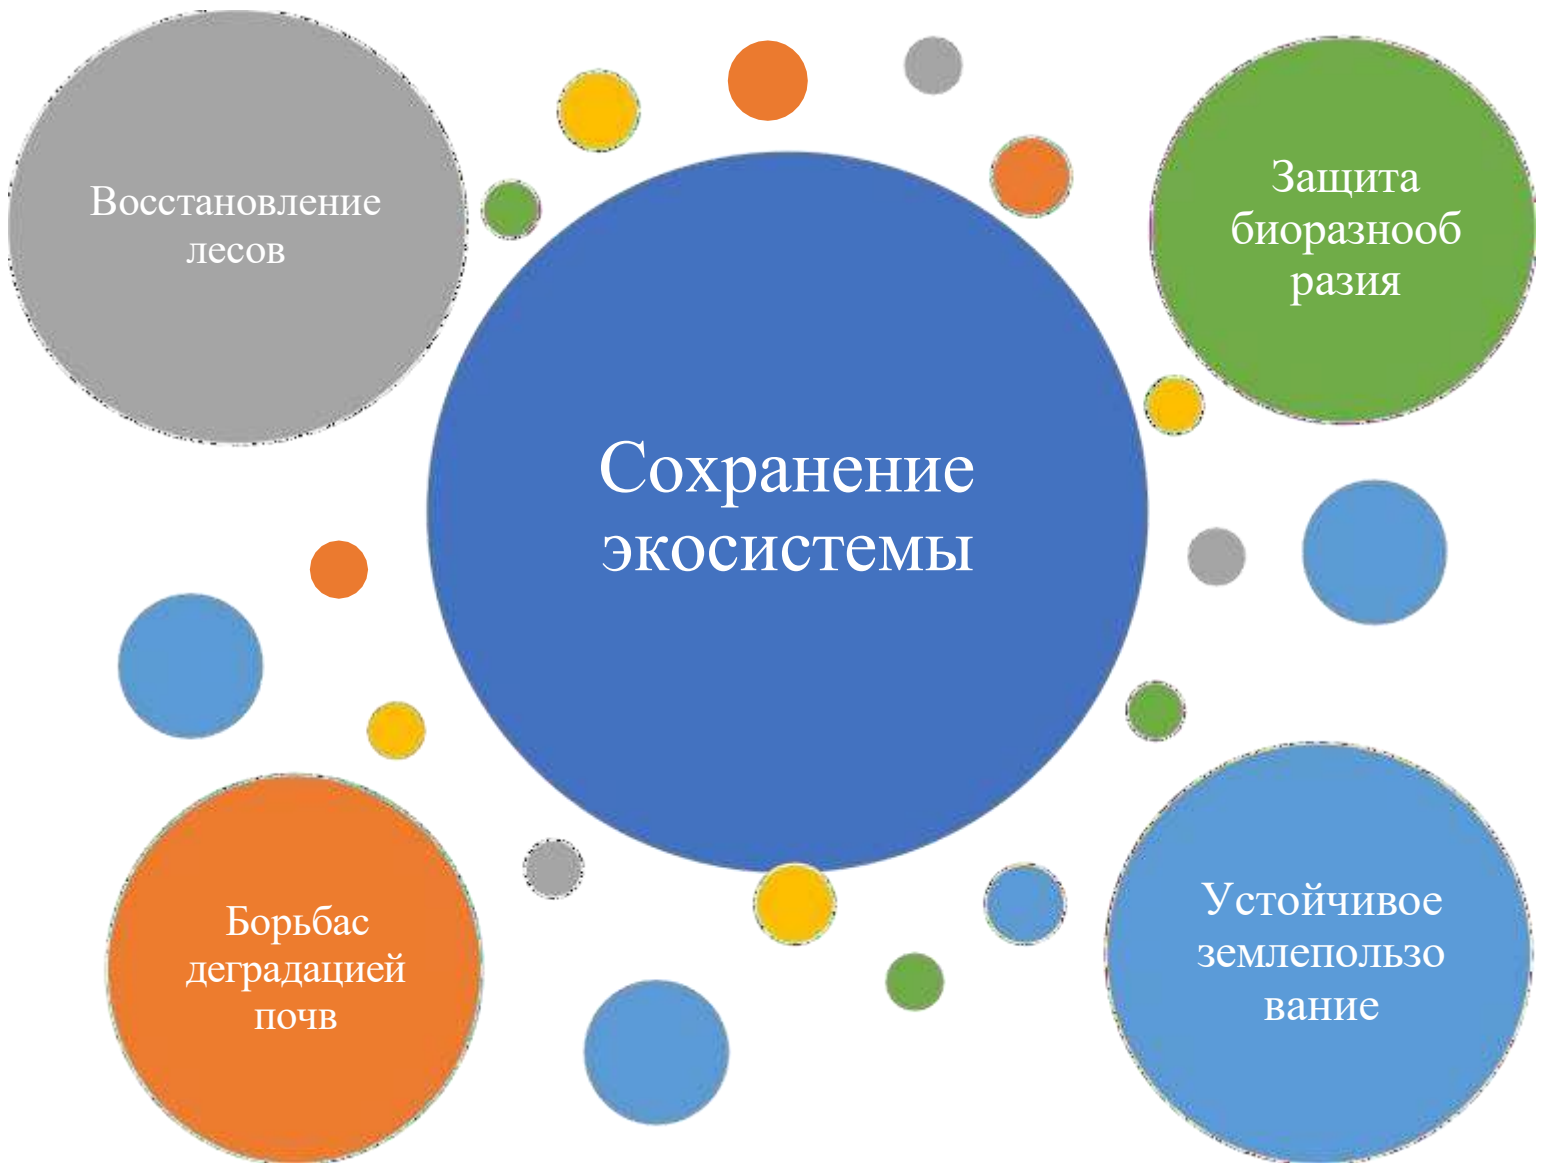 Восстановление
лесов
Защита
биоразнооб
разия
Сохранение
экосистемы
Борьбас
деградацией
почв
Устойчивое
землепользо
вание